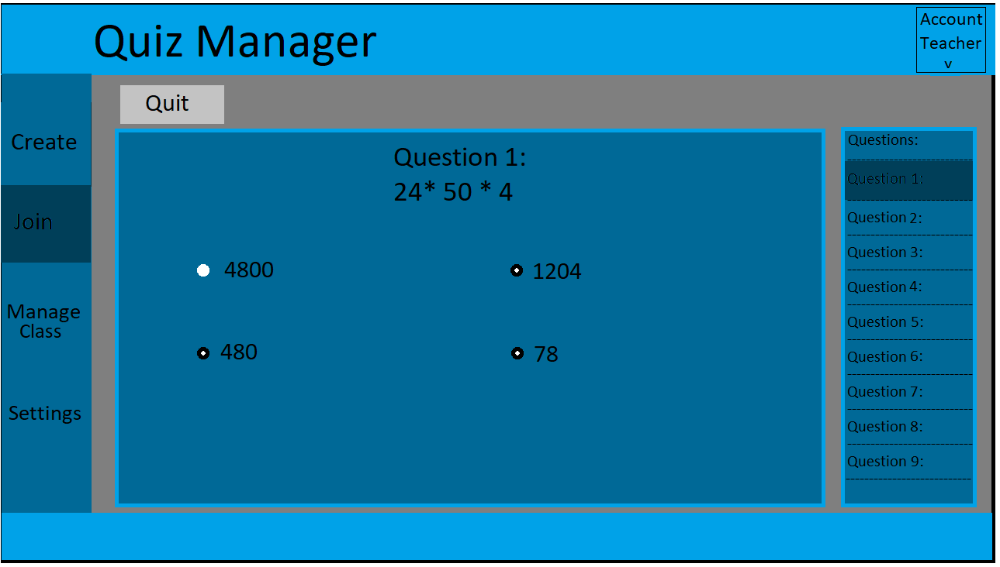 Quiz Manager
Account
Teacher
v
Quit
Create
Join
Manage
Class
Settings
Question 1:
24* 50 * 4
4800
1204
480
78
Questions:
Question 1:
Question 2:
Question 3:
Question 4:
Question 5:
Question 6:
Question 7:
Question 8:
Question 9: